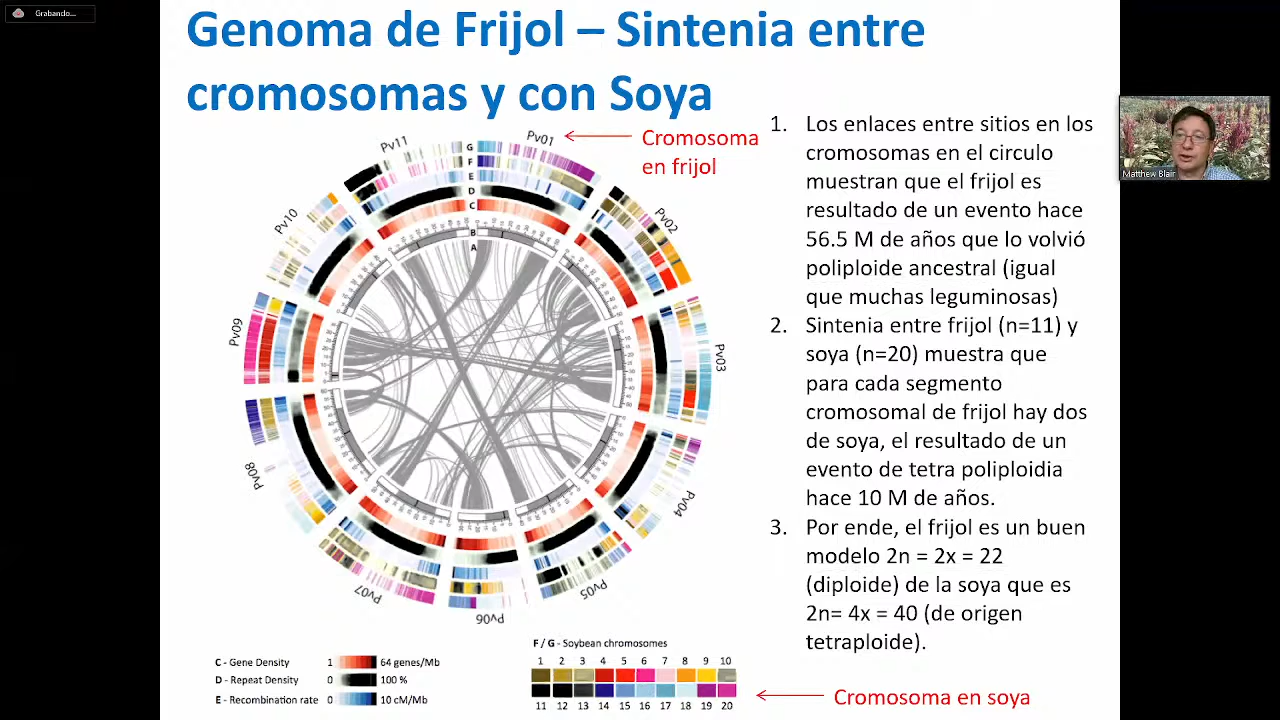 Grabando...
Genoma de Frijol – Sintenia entre
cromosomas y con Soya
Cromosoma
en frijol
Pv01
Pv02
Pv03
Pv04
Pv05
Pv06
Pv07
Pv08
Pv09
Pv10
Pv11
G
F
E
D
C
B
A
1. Los enlaces entre sitios en los
cromosomas en el circulo
muestran que el frijol es
resultado de un evento hace
56.5 M de años que lo volvió
poliploide ancestral (igual
que muchas leguminosas)
2. Sintenia entre frijol (n=11) y
soya (n=20) muestra que
para cada segmento
cromosomal de frijol hay dos
de soya, el resultado de un
evento de tetra poliploidia
hace 10 M de años.
3. Por ende, el frijol es un buen
modelo 2n = 2x = 22
(diploide) de la soya que es
2n= 4x = 40 (de origen
tetraploide).
Matthew Blair
C - Gene Density 1 64 genes/Mb
D - Repeat Density 0 100 %
E - Recombination rate 0 10 cM/Mb
F / G - Soybean chromosomes
1 2 3 4 5 6 7 8 9 10
11 12 13 14 15 16 17 18 19 20
Cromosoma en soya